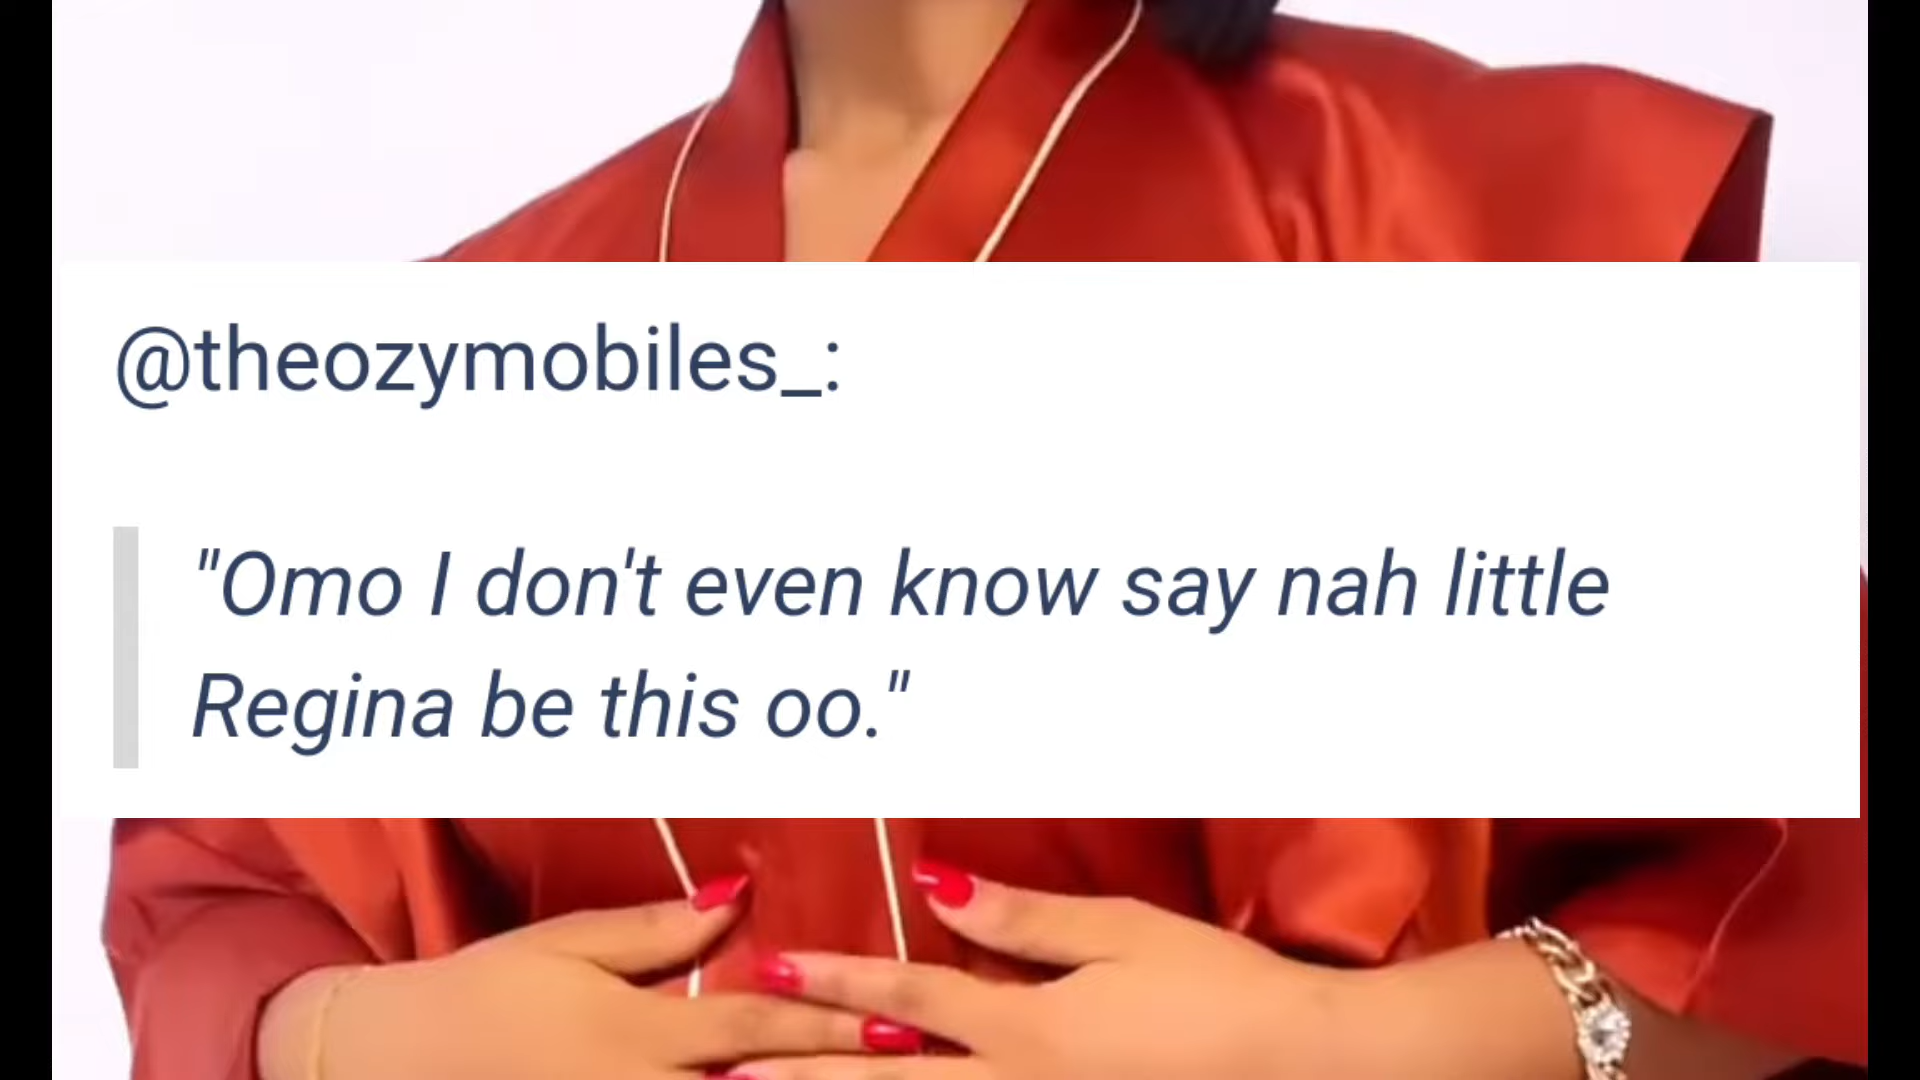 @theozymobiles_:
"Omo I don't even know say nah little
Regina be this oo."